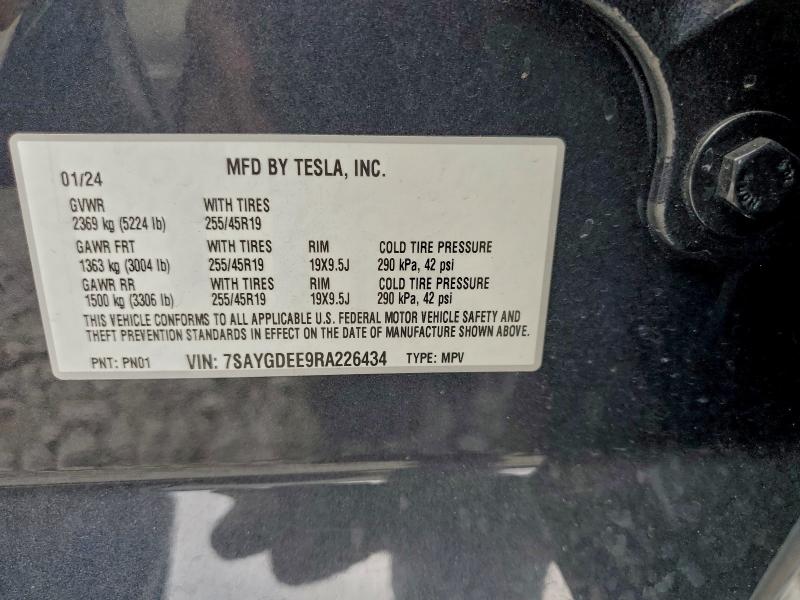 MFD BY TESLA, INC.
01/24
GVWR WITH TIRES
2369 kg (5224 lb) 255/45R19
GAWR FRT WITH TIRES RIM COLD TIRE PRESSURE
1363 kg (3004 lb) 255/45R19 19X9.5J 290 kPa, 42 psi
GAWR RR WITH TIRES RIM COLD TIRE PRESSURE
1500 kg (3306 lb) 255/45R19 19X9.5J 290 kPa, 42 psi
THIS VEHICLE CONFORMS TO ALL APPLICABLE U.S. FEDERAL MOTOR VEHICLE SAFETY AND
THEFT PREVENTION STANDARDS IN EFFECT ON THE DATE OF MANUFACTURE SHOWN ABOVE.
PNT: PN01 VIN: 7SAYGDEE9RA226434 TYPE: MPV